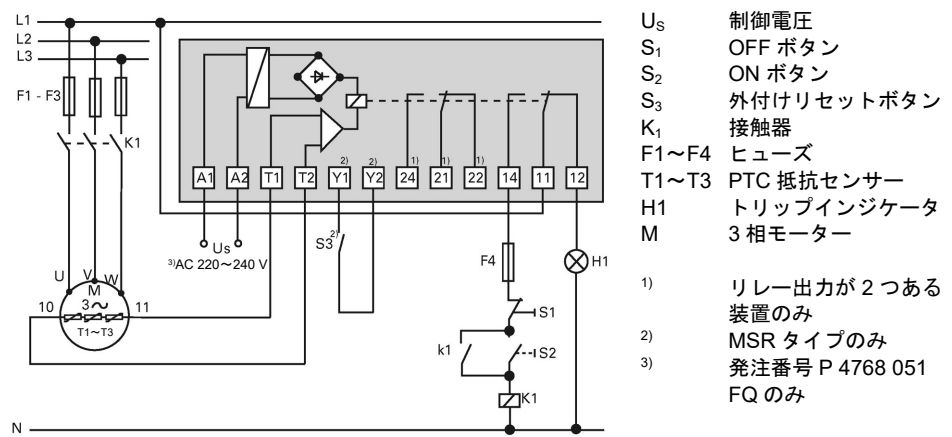 L1
L2
L3
F1 - F3
K1
A1 A2 T1 T2 Y1 2) Y2 2) 24 1) 21 1) 22 1) 14 11 12
Us
3)AC 220~240 V
S3 2)
F4
H1
U V W
M
3~
10 11
T1~T3
S1
k1
S2
K1
N
US 制御電圧
S1 OFF ボタン
S2 ON ボタン
S3 外付けリセットボタン
K1 接触器
F1~F4 ヒューズ
T1~T3 PTC 抵抗センサー
H1 トリップインジケータ
M 3 相モーター
1) リレー出力が 2 つある
装置のみ
2) MSR タイプのみ
3) 発注番号 P 4768 051
FQ のみ